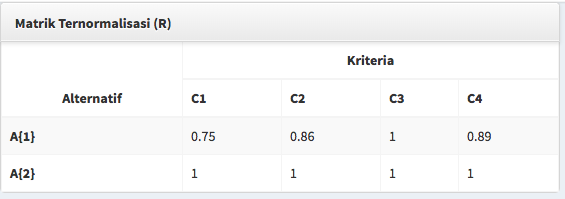 Matrik Ternormalisasi (R)
Kriteria
Alternatif C1 C2 C3 C4
A{1} 0.75 0.86 1 0.89
A{2} 1 1 1 1